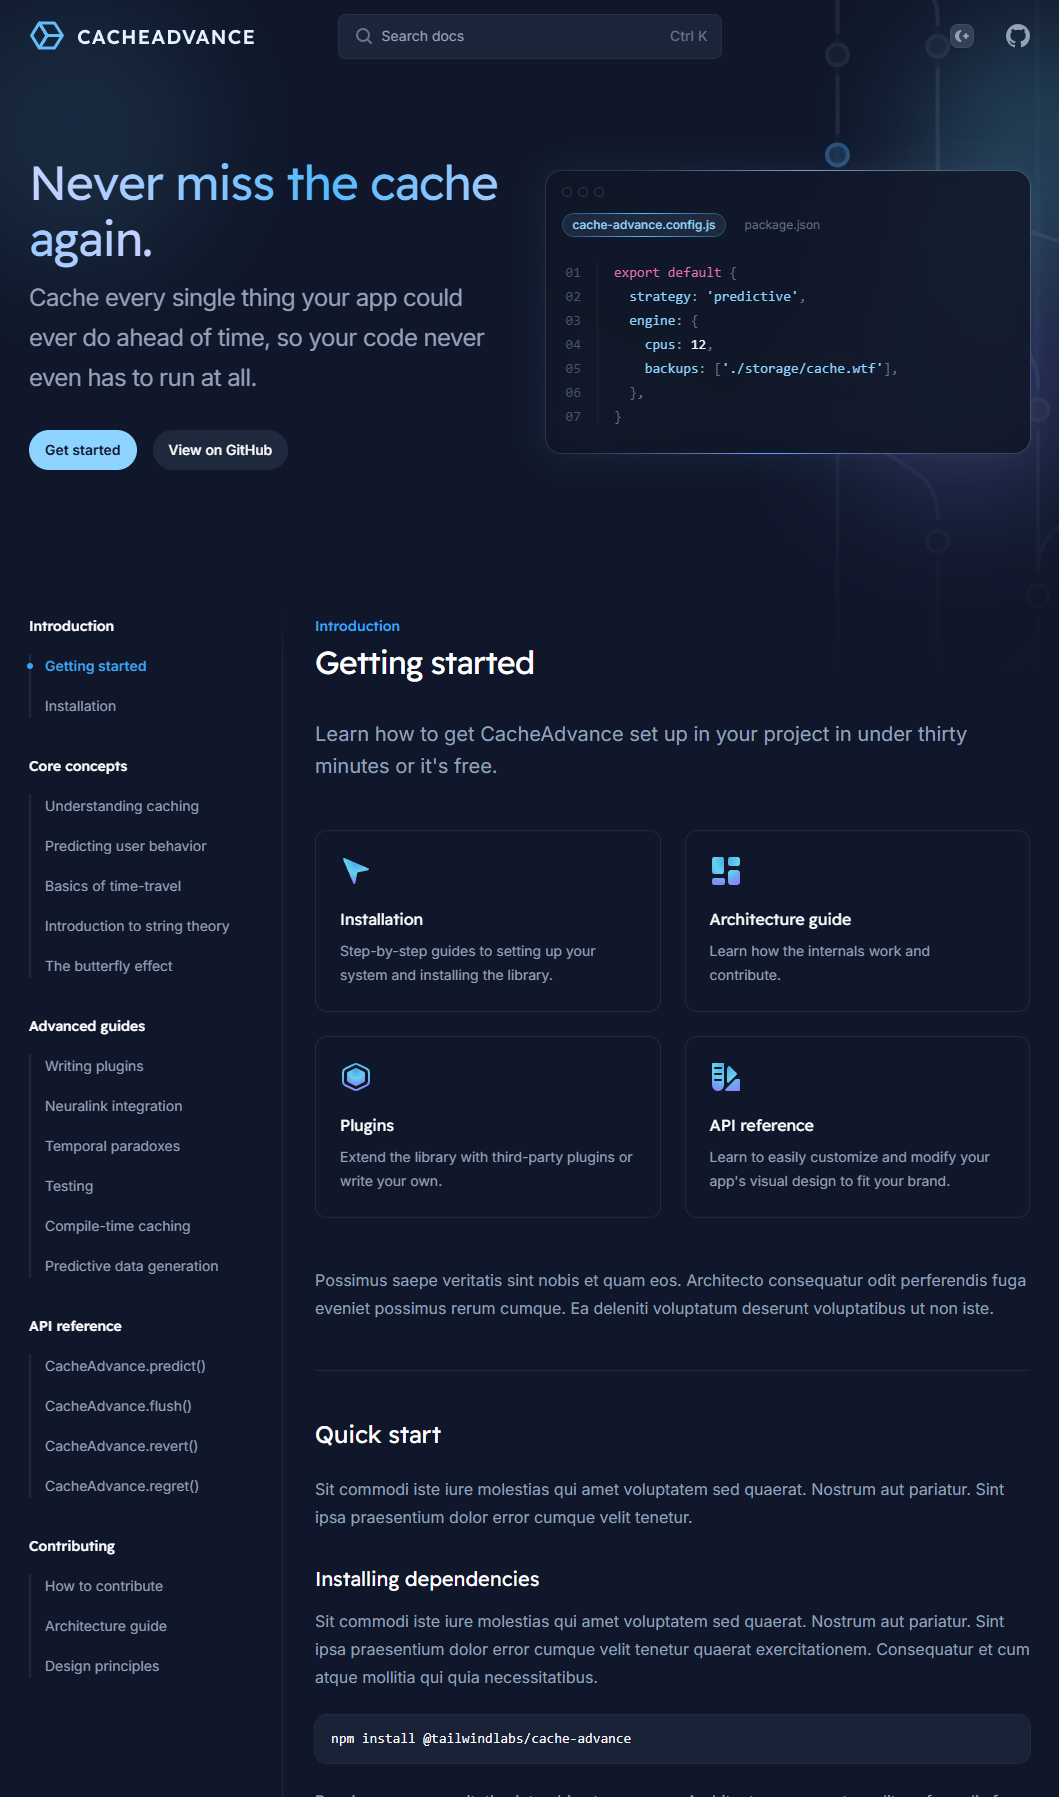 CACHEADVANCE
Search docs
Ctrl K
Never miss the cache
again.
Cache every single thing your app could
ever do ahead of time, so your code never
even has to run at all.
Get started
View on GitHub
cache-advance.config.js
package.json
01 export default {
02 strategy: 'predictive',
03 engine: {
04 cpus: 12,
05 backups: ['./storage/cache.wtf'],
06 },
07 }
Introduction
Getting started
Installation
Core concepts
Understanding caching
Predicting user behavior
Basics of time-travel
Introduction to string theory
The butterfly effect
Advanced guides
Writing plugins
Neuralink integration
Temporal paradoxes
Testing
Compile-time caching
Predictive data generation
API reference
CacheAdvance.predict()
CacheAdvance.flush()
CacheAdvance.revert()
CacheAdvance.regret()
Contributing
How to contribute
Architecture guide
Design principles
Introduction
Getting started
Learn how to get CacheAdvance set up in your project in under thirty
minutes or it's free.
Installation
Step-by-step guides to setting up your
system and installing the library.
Architecture guide
Learn how the internals work and
contribute.
Plugins
Extend the library with third-party plugins or
write your own.
API reference
Learn to easily customize and modify your
app's visual design to fit your brand.
Possimus saepe veritatis sint nobis et quam eos. Architecto consequatur odit perferendis fuga
eveniet possimus rerum cumque. Ea deleniti voluptatum deserunt voluptatibus ut non iste.
Quick start
Sit commodi iste iure molestias qui amet voluptatem sed quaerat. Nostrum aut pariatur. Sint
ipsa praesentium dolor error cumque velit tenetur.
Installing dependencies
Sit commodi iste iure molestias qui amet voluptatem sed quaerat. Nostrum aut pariatur. Sint
ipsa praesentium dolor error cumque velit tenetur quaerat exercitationem. Consequatur et cum
atque mollitia qui quia necessitatibus.
npm install @tailwindlabs/cache-advance